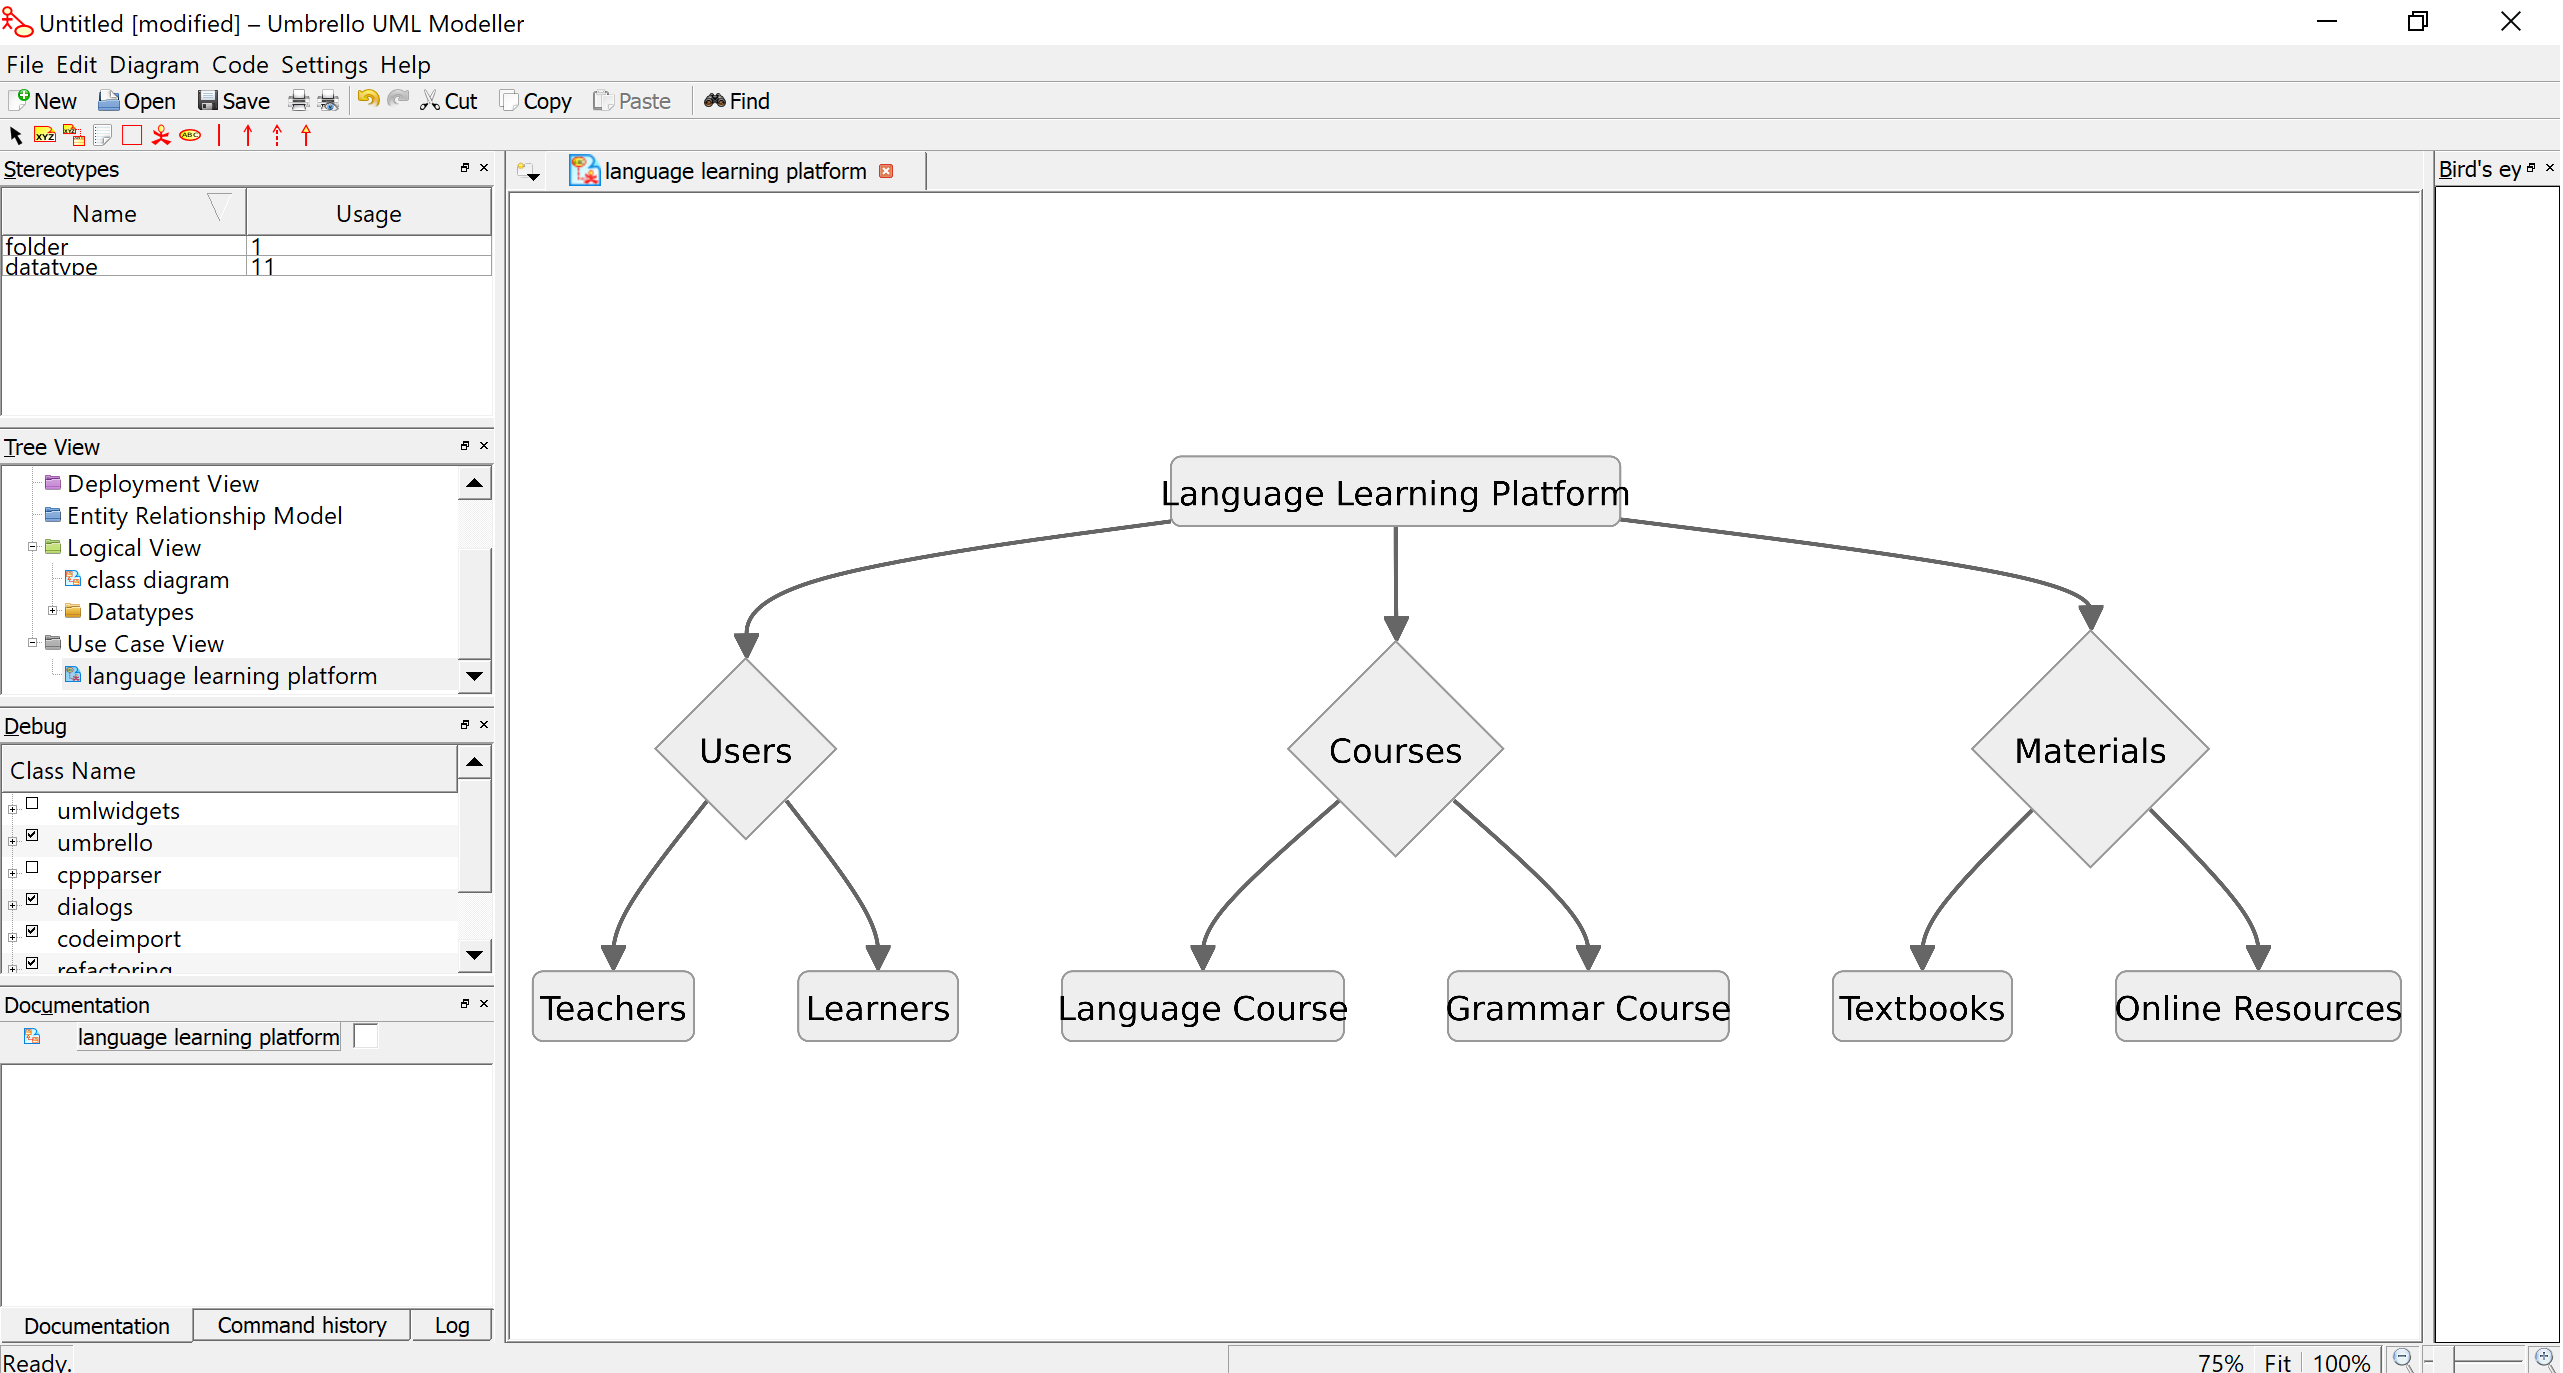 Untitled [modified] – Umbrello UML Modeller
File Edit Diagram Code Settings Help
New Open Save Cut Copy Paste Find
XYZ XYZ ABC
Stereotypes
Name Usage
folder 1
datatype 11
Tree View
Deployment View
Entity Relationship Model
Logical View
class diagram
Datatypes
Use Case View
language learning platform
Debug
Class Name
umlwidgets
umbrello
cppparser
dialogs
codeimport
refactoring
Documentation
language learning platform
Documentation Command history Log
Ready.
language learning platform
Language Learning Platform
Users Courses Materials
Teachers Learners Language Course Grammar Course Textbooks Online Resources
Bird's ey
75% Fit 100%